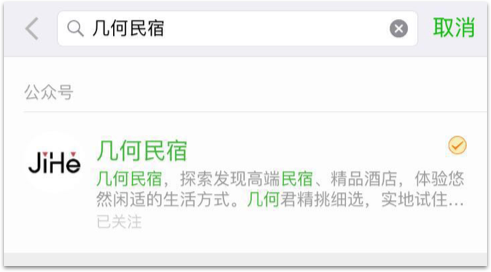 几何民宿
取消
公众号
JiHe
几何民宿
几何民宿，探索发现高端民宿、精品酒店，体验悠
然闲适的生活方式。几何君精挑细选，实地试住…
已关注